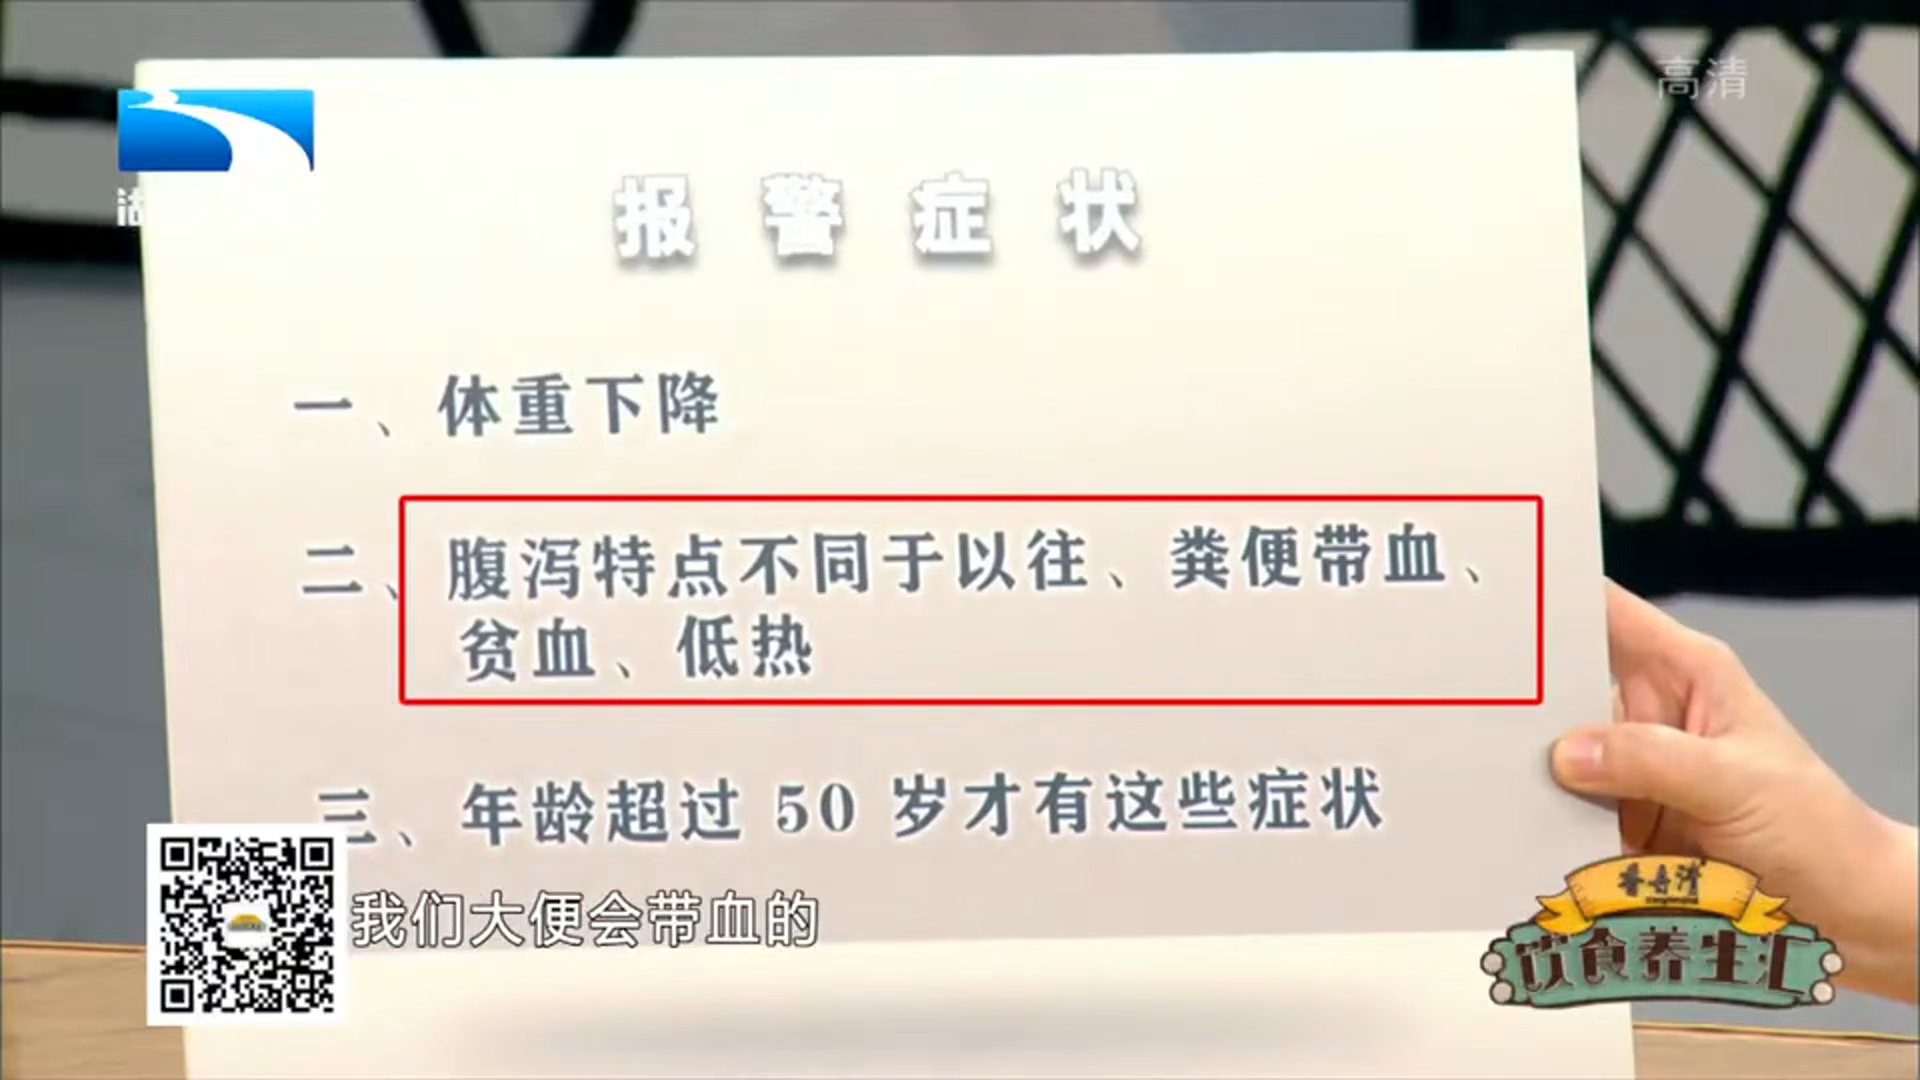 高清
报警症状
一、体重下降
二、腹泻特点不同于以往、粪便带血、
贫血、低热
三、年龄超过 50 岁才有这些症状
我们大便会带血的
饮食养生汇